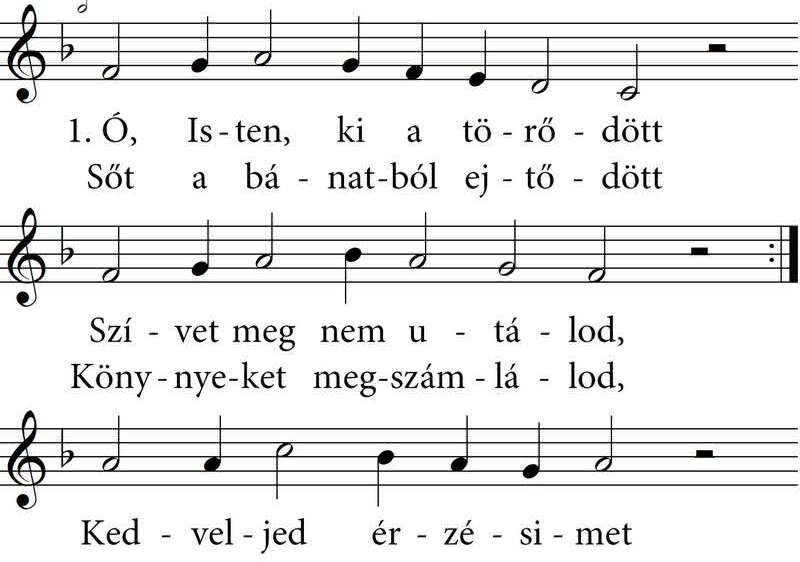 1. Ó, Is - ten, ki a tö - rő - dött
Sőt a bá - nat-ból ej - tő - dött
Szí - vet meg nem u - tá - lod,
Köny - nye-ket meg-szám - lá - lod,
Ked - vel - jed ér - zé - si - met